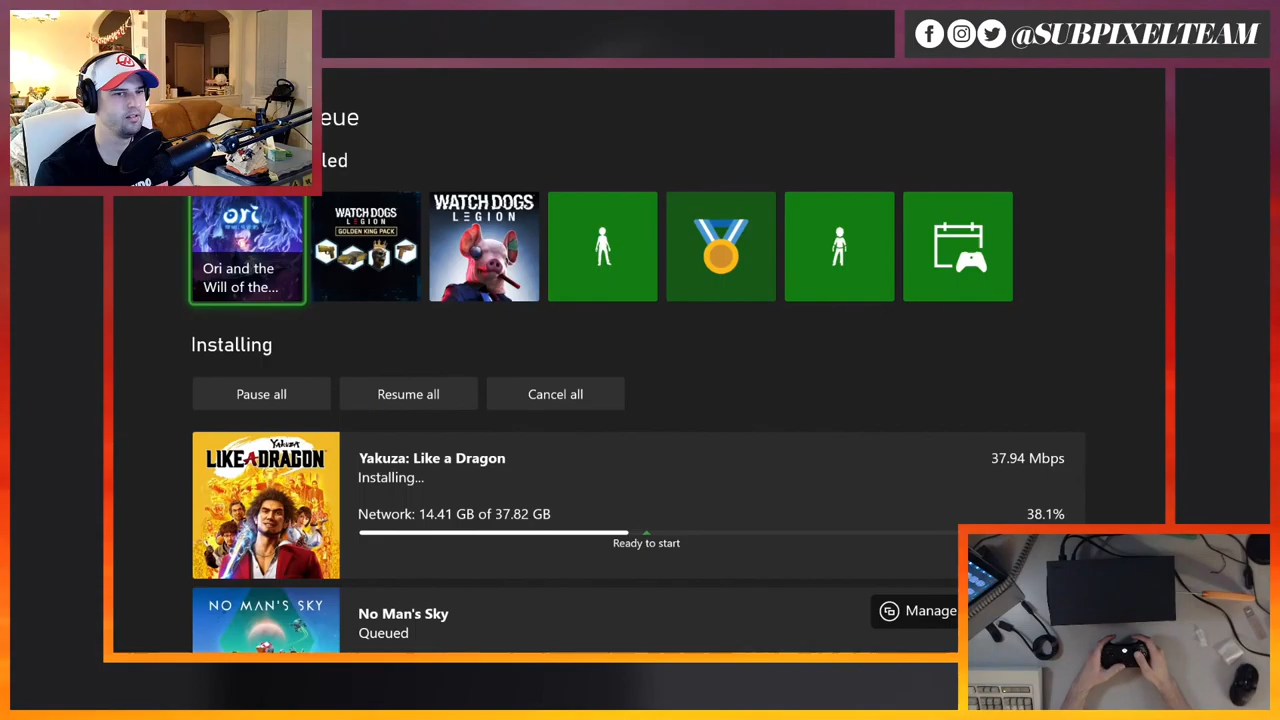 @SUBPIXELTEAM
eue
led
ori
Ori and the
Will of the...
WATCH DOGS
LEGION
GOLDEN KING PACK
WATCH DOGS
LEGION
Installing
Pause all
Resume all
Cancel all
Yakuza
LIKE A DRAGON
Yakuza: Like a Dragon
37.94 Mbps
Installing...
Network: 14.41 GB of 37.82 GB
38.1%
Ready to start
NO MAN'S SKY
No Man's Sky
Queued
Manage